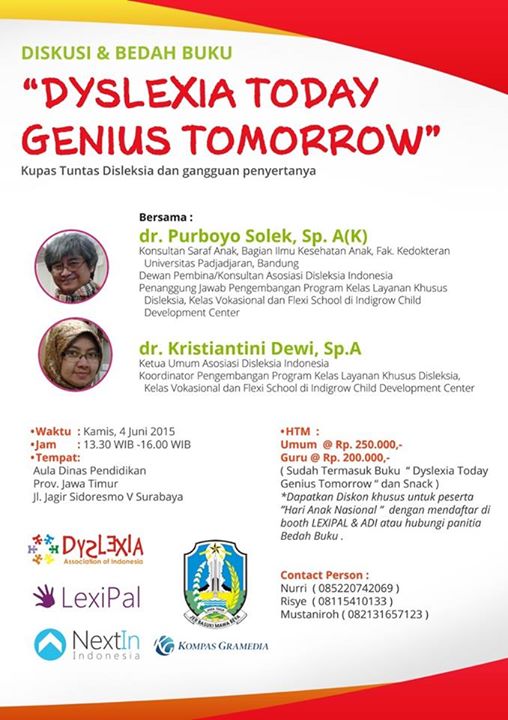 DISKUSI & BEDAH BUKU
“DYSLEXIA TODAY
GENIUS TOMORROW”
Kupas Tuntas Disleksia dan gangguan penyertanya
Bersama :
dr. Purboyo Solek, Sp. A(K)
Konsultan Saraf Anak, Bagian Ilmu Kesehatan Anak, Fak. Kedokteran
Universitas Padjadjaran, Bandung
Dewan Pembina/Konsultan Asosiasi Disleksia Indonesia
Penanggung Jawab Pengembangan Program Kelas Layanan Khusus
Disleksia, Kelas Vokasional dan Flexi School di Indigrow Child
Development Center
dr. Kristiantini Dewi, Sp.A
Ketua Umum Asosiasi Disleksia Indonesia
Koordinator Pengembangan Program Kelas Layanan Khusus Disleksia,
Kelas Vokasional dan Flexi School di Indigrow Child Development Center
•Waktu : Kamis, 4 Juni 2015
•Jam : 13.30 WIB -16.00 WIB
•Tempat:
Aula Dinas Pendidikan
Prov. Jawa Timur
Jl. Jagir Sidoresmo V Surabaya
•HTM :
Umum @ Rp. 250.000,-
Guru @ Rp. 200.000,-
( Sudah Termasuk Buku “ Dyslexia Today
Genius Tomorrow “ dan Snack )
*Dapatkan Diskon khusus untuk peserta
”Hari Anak Nasional ” dengan mendaftar di
booth LEXIPAL & ADI atau hubungi panitia
Bedah Buku .
Contact Person :
Nurri ( 085220742069 )
Risye ( 08115410133 )
Mustaniroh ( 082131657123 )
DYSLEXIA
Association of Indonesia
LexiPal
NextIn
Indonesia
JAWA TIMUR
JER BASUKI MAWA BEYA
KOMPAS GRAMEDIA